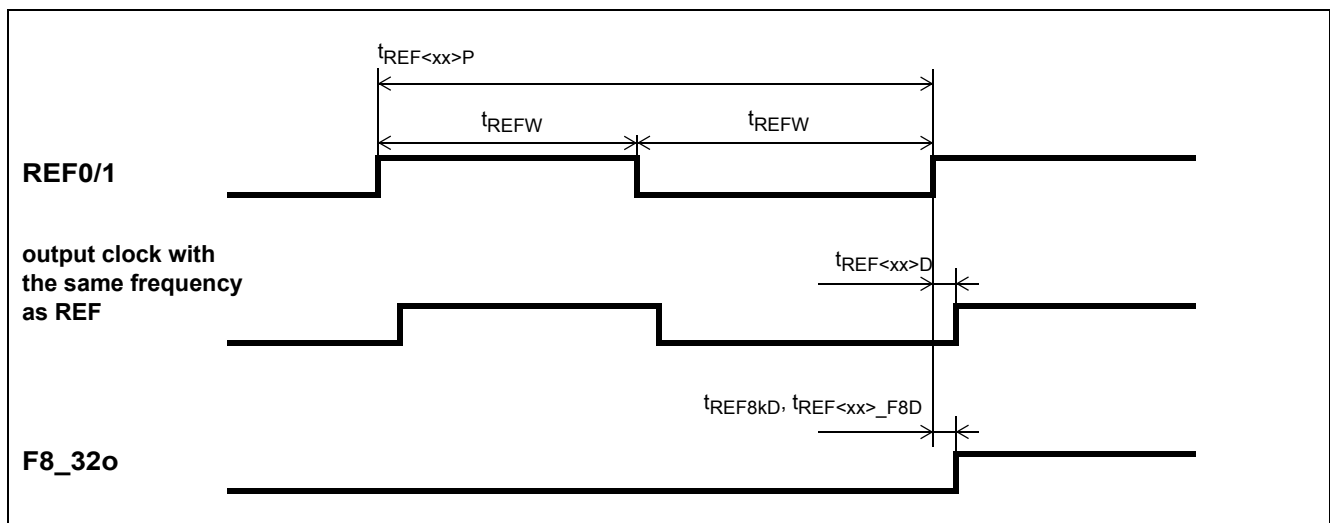 tREF<xx>P
tREFW
tREFW
REF0/1
output clock with
the same frequency
as REF
tREF<xx>D
tREF8kD, tREF<xx>_F8D
F8_32o